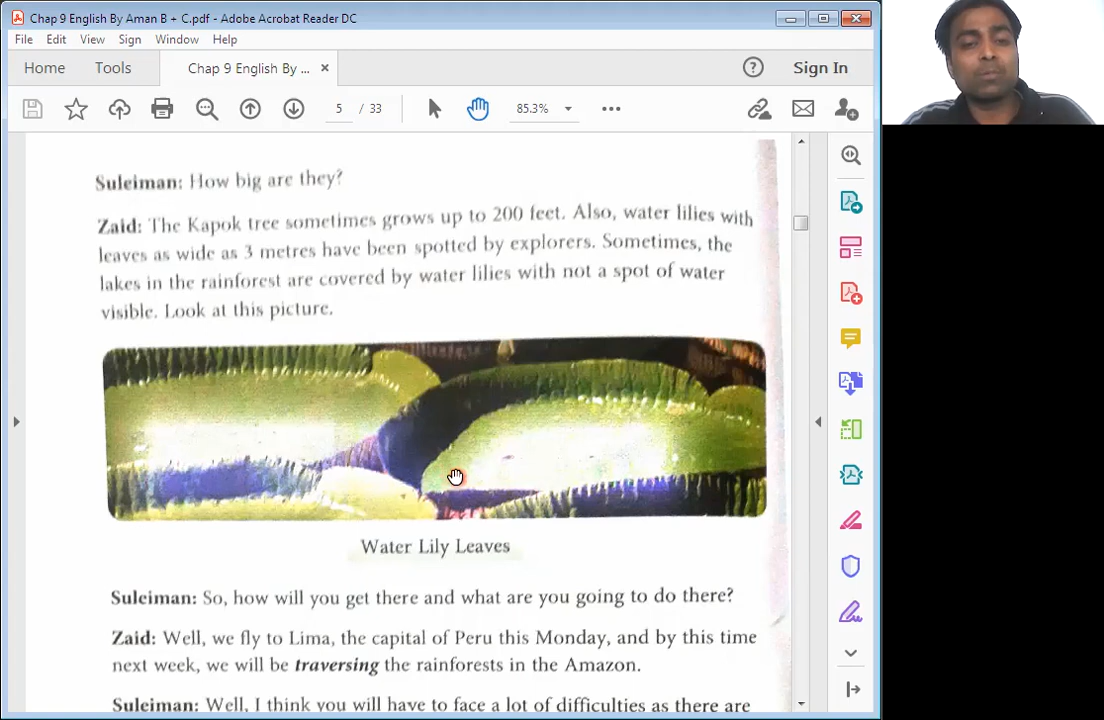 Chap 9 English By Aman B + C.pdf - Adobe Acrobat Reader DC
File Edit View Sign Window Help
Home Tools Chap 9 English By ... × Sign In
5 / 33 85.3%
Suleiman: How big are they?
Zaid: The Kapok tree sometimes grows up to 200 feet. Also, water lilies with
leaves as wide as 3 metres have been spotted by explorers. Sometimes, the
lakes in the rainforest are covered by water lilies with not a spot of water
visible. Look at this picture.
Water Lily Leaves
Suleiman: So, how will you get there and what are you going to do there?
Zaid: Well, we fly to Lima, the capital of Peru this Monday, and by this time
next week, we will be traversing the rainforests in the Amazon.
Suleiman: Well, I think you will have to face a lot of difficulties as there are